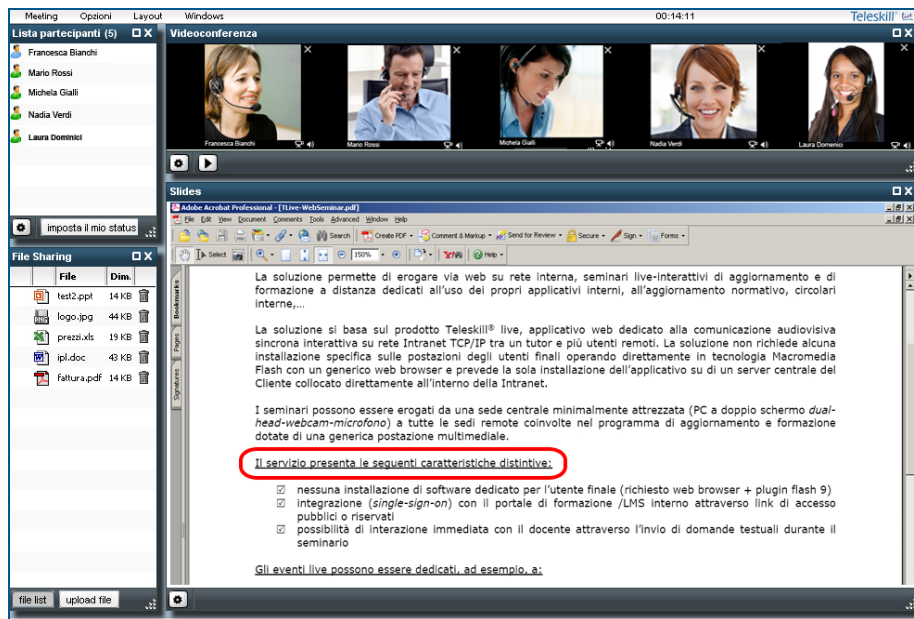 Meeting Opzioni Layout Windows 00:14:11 Teleskill
Lista partecipanti (5)
Francesca Bianchi
Mario Rossi
Michela Gialli
Nadia Verdi
Laura Dominici
imposta il mio status
Videoconferenza
Francesca Bianchi Mario Rossi Michela Gialli Nadia Verdi Laura Domenici
File Sharing
File Dim.
test2.ppt 14 KB
logo.jpg 44 KB
prezzi.xls 19 KB
ipl.doc 43 KB
fattura.pdf 14 KB
file list upload file
Slides
Adobe Acrobat Professional - [TLive-WebSeminar.pdf]
File Edit View Document Comments Tools Advanced Window Help
Search Create PDF Comment & Markup Send for Review Secure Sign Forms
Select 150% Help
Bookmarks
Pages
Signatures
La soluzione permette di erogare via web su rete interna, seminari live-interattivi di aggiornamento e di
formazione a distanza dedicati all'uso dei propri applicativi interni, all'aggiornamento normativo, circolari
interne,...
La soluzione si basa sul prodotto Teleskill® live, applicativo web dedicato alla comunicazione audiovisiva
sincrona interattiva su rete Intranet TCP/IP tra un tutor e più utenti remoti. La soluzione non richiede alcuna
installazione specifica sulle postazioni degli utenti finali operando direttamente in tecnologia Macromedia
Flash con un generico web browser e prevede la sola installazione dell'applicativo su di un server centrale del
Cliente collocato direttamente all'interno della Intranet.
I seminari possono essere erogati da una sede centrale minimalmente attrezzata (PC a doppio schermo dual-
head-webcam-microfono) a tutte le sedi remote coinvolte nel programma di aggiornamento e formazione
dotate di una generica postazione multimediale.
Il servizio presenta le seguenti caratteristiche distintive:
nessuna installazione di software dedicato per l'utente finale (richiesto web browser + plugin flash 9)
integrazione (single-sign-on) con il portale di formazione /LMS interno attraverso link di accesso
pubblici o riservati
possibilità di interazione immediata con il docente attraverso l'invio di domande testuali durante il
seminario
Gli eventi live possono essere dedicati, ad esempio, a: